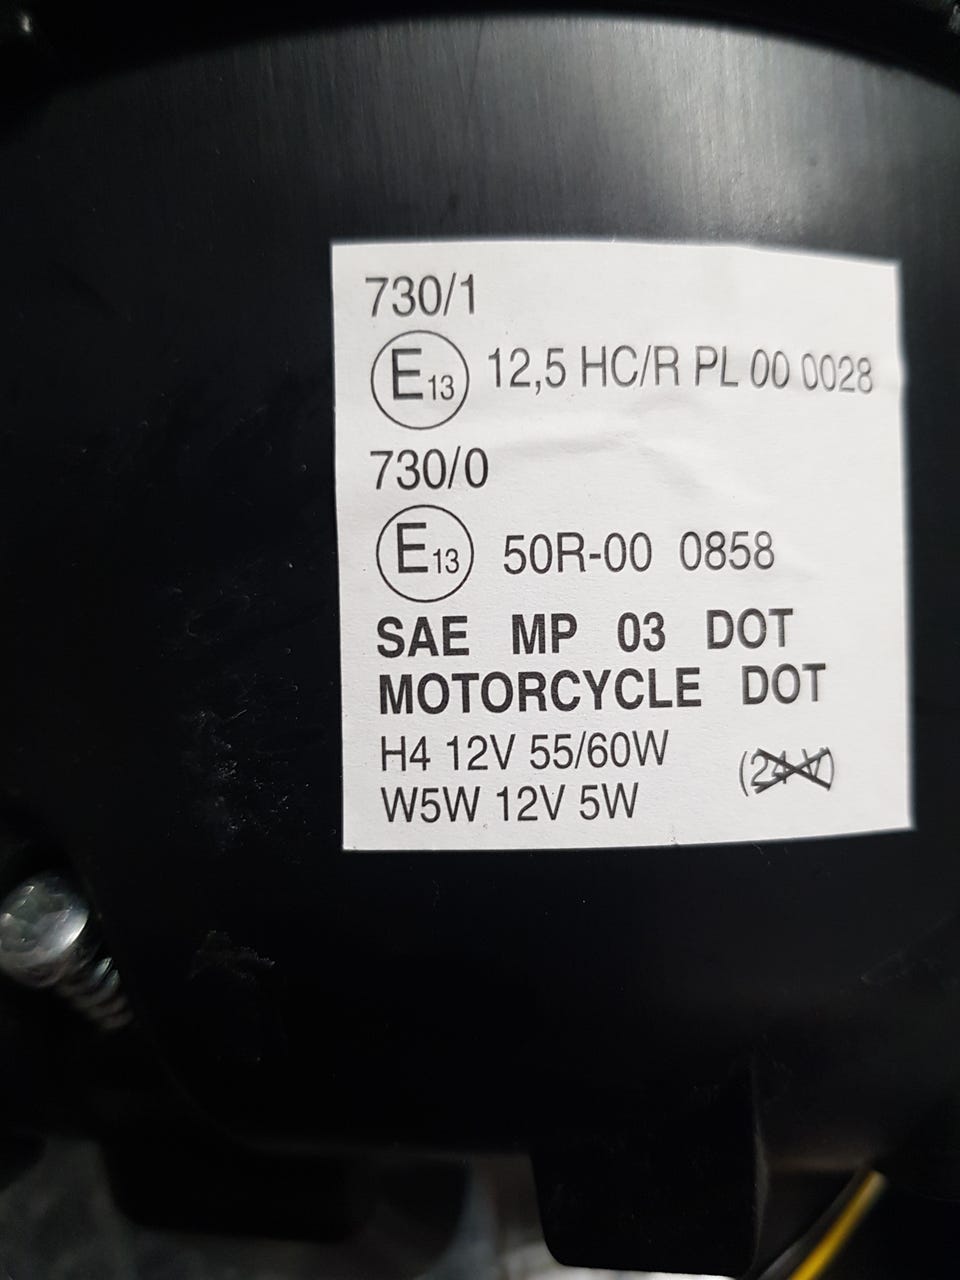 730/1
E13 12,5 HC/R PL 00 0028
730/0
E13 50R-00 0858
SAE MP 03 DOT
MOTORCYCLE DOT
H4 12V 55/60W
(24V)
W5W 12V 5W